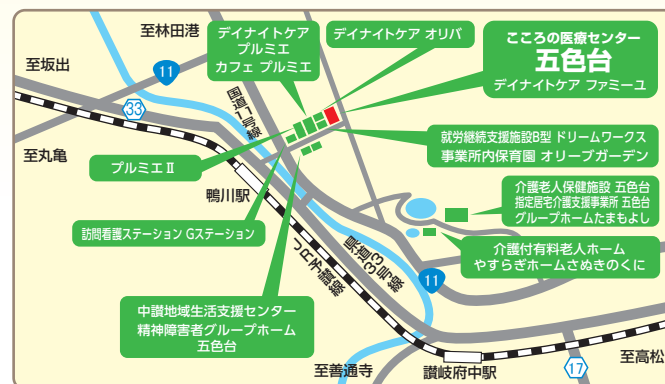 至林田港
デイナイトケア
プルミエ
カフェ プルミエ
デイナイトケア オリバ
こころの医療センター
五色台
デイナイトケア ファミーユ
至坂出
11
33
国道11号線
至丸亀
就労継続支援施設B型 ドリームワークス
事業所内保育園 オリーブガーデン
プルミエⅡ
鴨川駅
介護老人保健施設 五色台
指定居宅介護支援事業所 五色台
グループホームたまもよし
訪問看護ステーション Gステーション
介護付有料老人ホーム
やすらぎホームさぬきのくに
JR予讃線
県道33号線
11
中讃地域生活支援センター
精神障害者グループホーム
五色台
至善通寺
讃岐府中駅
17
至高松